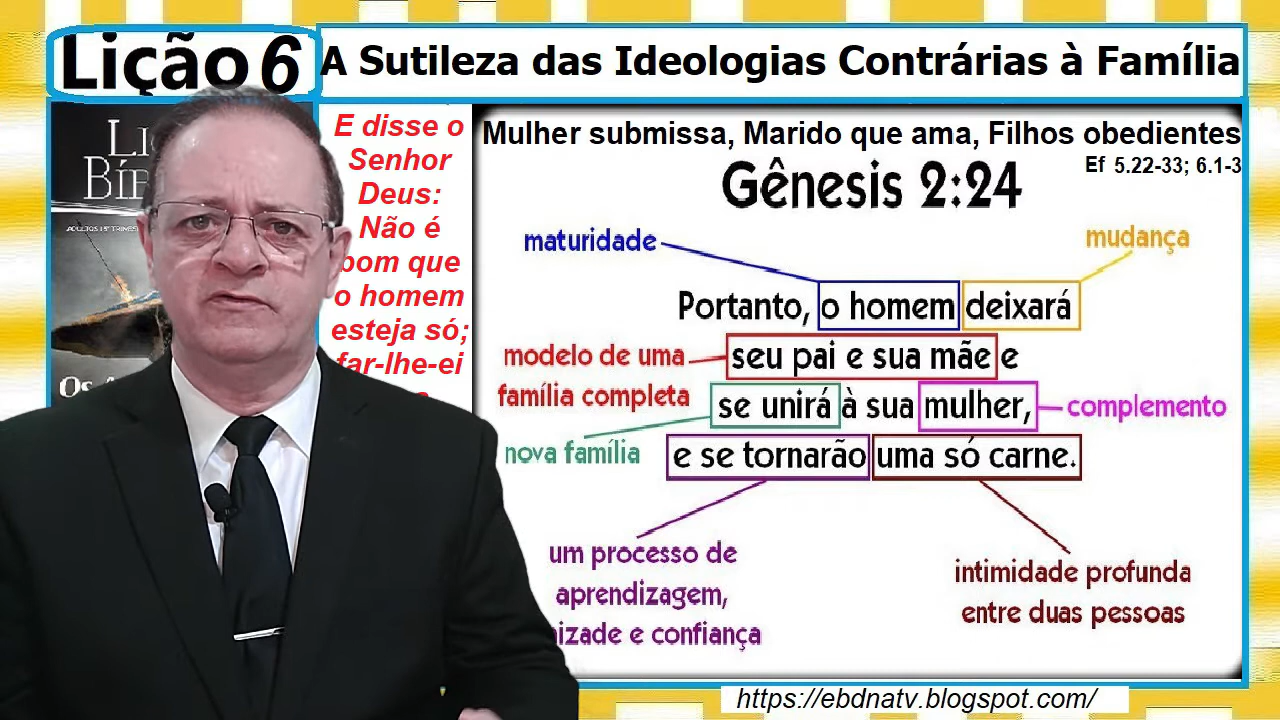 Lição 6
A Sutileza das Ideologias Contrárias à Família
E disse o
Senhor
Deus:
Não é
bom que
o homem
esteja só;
far-lhe-ei
Mulher submissa, Marido que ama, Filhos obedientes
Ef 5.22-33; 6.1-3
Gênesis 2:24
maturidade
mudança
Portanto, o homem deixará
modelo de uma
família completa
seu pai e sua mãe e
se unirá à sua mulher,
complemento
nova família
e se tornarão uma só carne.
um processo de
aprendizagem,
e confiança
intimidade profunda
entre duas pessoas
https://ebdnatv.blogspot.com/